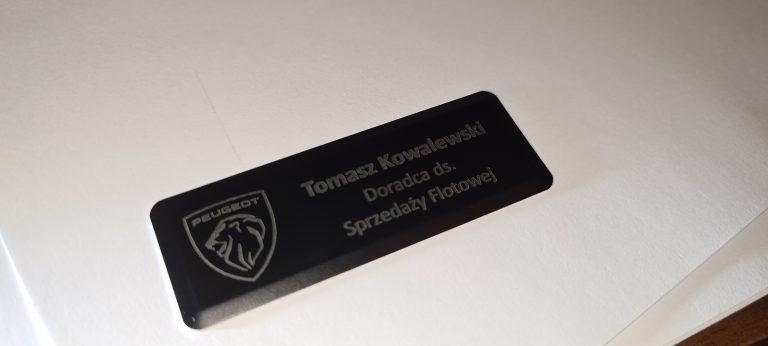 PEUGEOT
Tomasz Kowalewski
Doradca ds.
Sprzedaży Flotowej